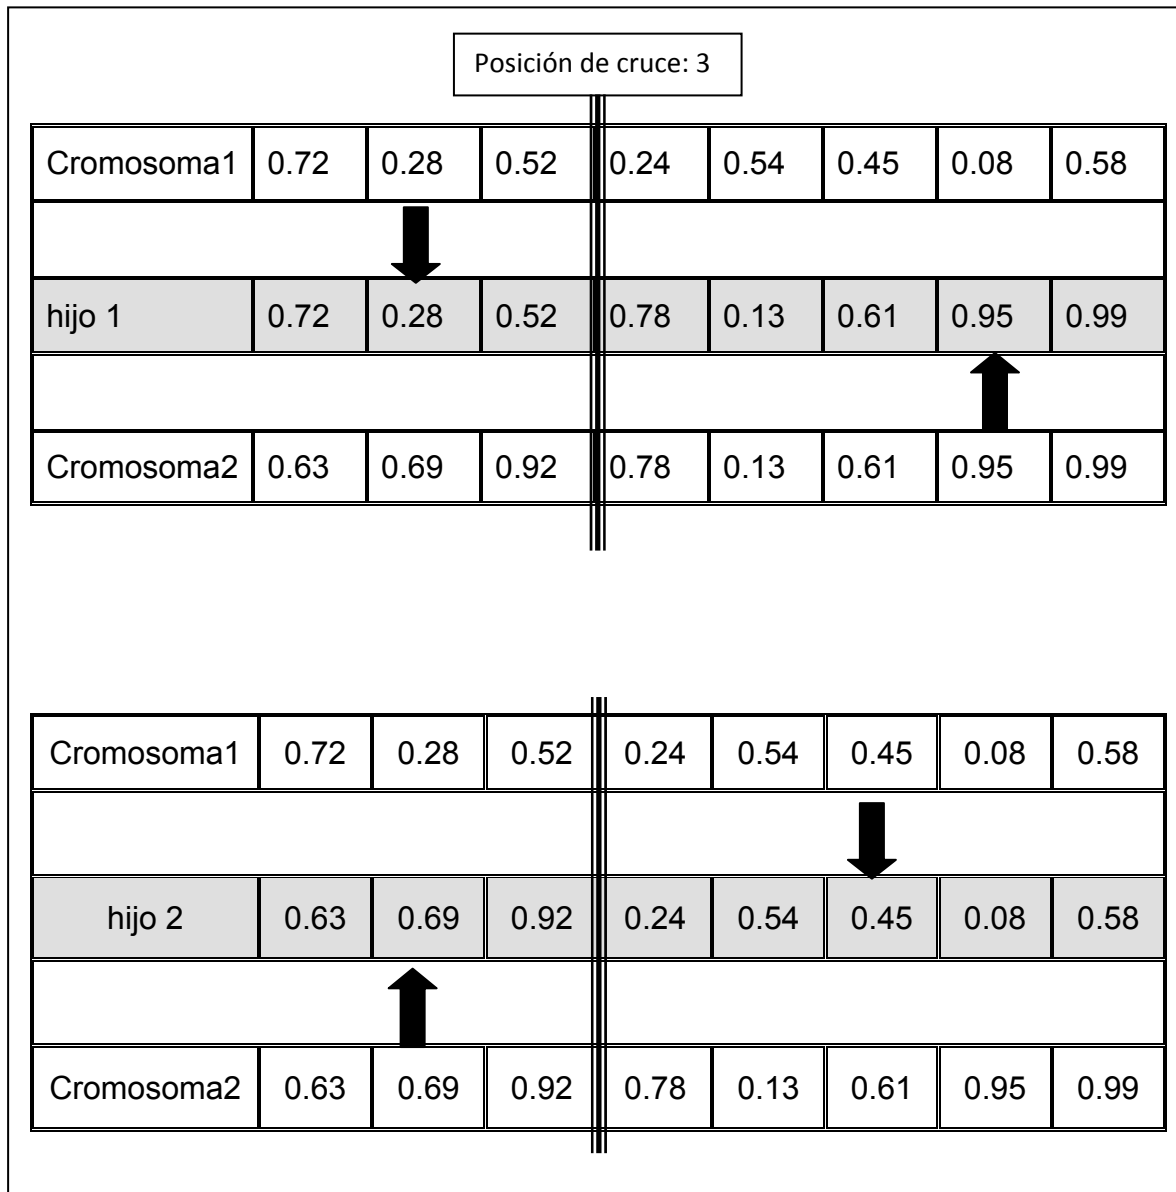 Posición de cruce: 3
Cromosoma1 0.72 0.28 0.52 0.24 0.54 0.45 0.08 0.58
hijo 1 0.72 0.28 0.52 0.78 0.13 0.61 0.95 0.99
Cromosoma2 0.63 0.69 0.92 0.78 0.13 0.61 0.95 0.99
Cromosoma1 0.72 0.28 0.52 0.24 0.54 0.45 0.08 0.58
hijo 2 0.63 0.69 0.92 0.24 0.54 0.45 0.08 0.58
Cromosoma2 0.63 0.69 0.92 0.78 0.13 0.61 0.95 0.99